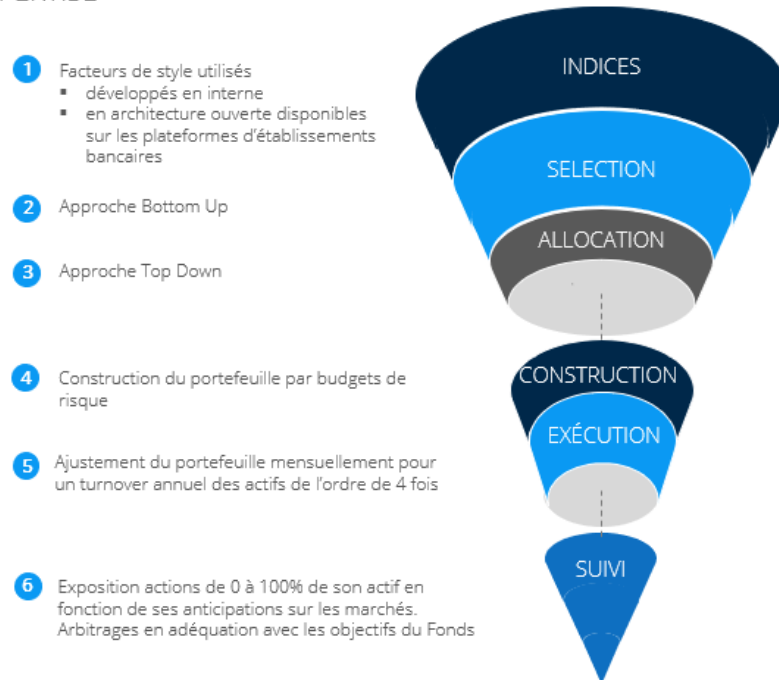 1 Facteurs de style utilisés
▪ développés en interne
▪ en architecture ouverte disponibles
sur les plateformes d'établissements
bancaires
2 Approche Bottom Up
3 Approche Top Down
4 Construction du portefeuille par budgets de
risque
5 Ajustement du portefeuille mensuellement pour
un turnover annuel des actifs de l'ordre de 4 fois
6 Exposition actions de 0 à 100% de son actif en
fonction de ses anticipations sur les marchés.
Arbitrages en adéquation avec les objectifs du Fonds
INDICES
SELECTION
ALLOCATION
CONSTRUCTION
EXÉCUTION
SUIVI